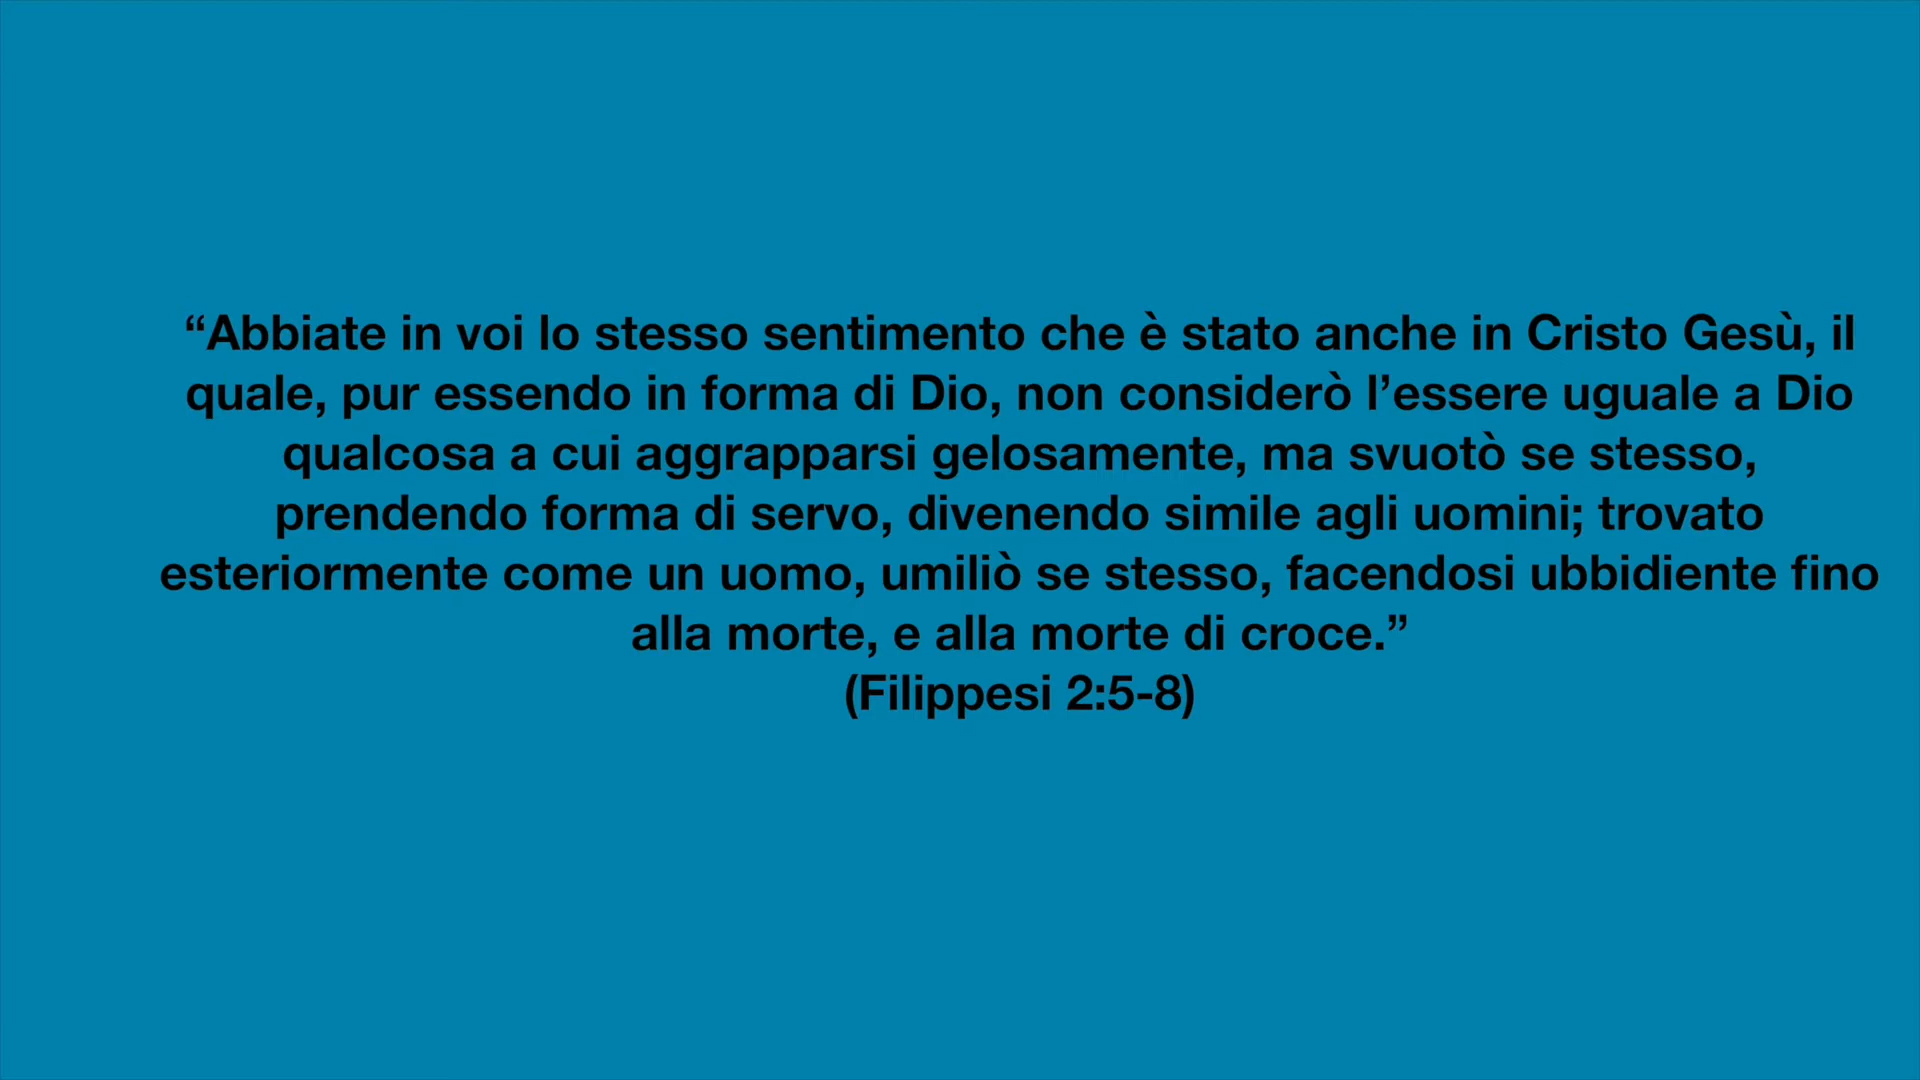 “Abbiate in voi lo stesso sentimento che è stato anche in Cristo Gesù, il
quale, pur essendo in forma di Dio, non considerò l’essere uguale a Dio
qualcosa a cui aggrapparsi gelosamente, ma svuotò se stesso,
prendendo forma di servo, divenendo simile agli uomini; trovato
esteriormente come un uomo, umiliò se stesso, facendosi ubbidiente fino
alla morte, e alla morte di croce.”
(Filippesi 2:5-8)